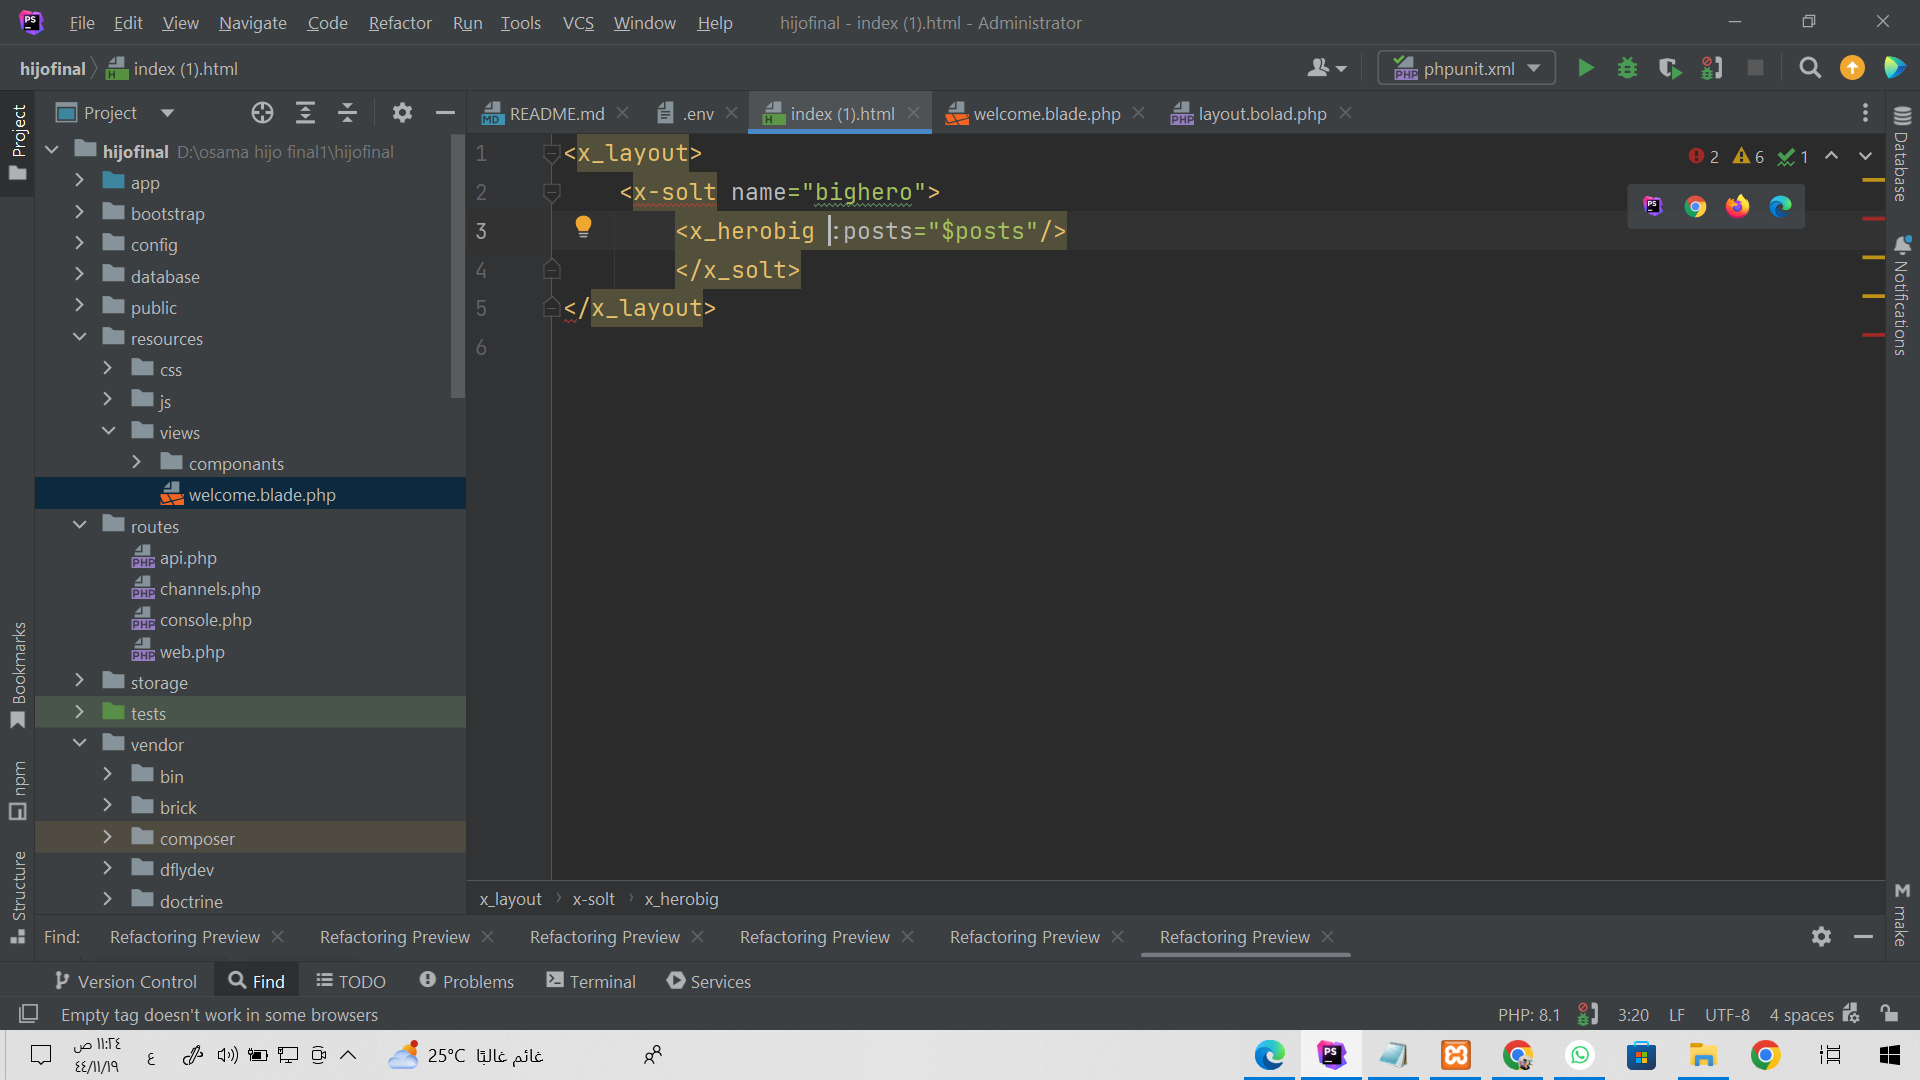 File Edit View Navigate Code Refactor Run Tools VCS Window Help hijofinal - index (1).html - Administrator
hijofinal index (1).html phpunit.xml
Project README.md .env index (1).html welcome.blade.php layout.bolad.php
Project
hijofinal D:\osama hijo final1\hijofinal
app
bootstrap
config
database
public
resources
css
js
views
componants
welcome.blade.php
routes
api.php
channels.php
console.php
web.php
storage
tests
vendor
bin
brick
composer
dflydev
doctrine
1 <x_layout>
2 <x-solt name="bighero">
3 <x_herobig :posts="$posts"/>
4 </x_solt>
5 </x_layout>
6
2 6 1
Database
Notifications
make
Bookmarks
npm
Structure
x_layout x-solt x_herobig
Find: Refactoring Preview Refactoring Preview Refactoring Preview Refactoring Preview Refactoring Preview Refactoring Preview
Version Control Find TODO Problems Terminal Services
Empty tag doesn't work in some browsers PHP: 8.1 3:20 LF UTF-8 4 spaces
١١:٢٤ ص
٤٤/١١/١٩
ع
25°C غائم غالبًا